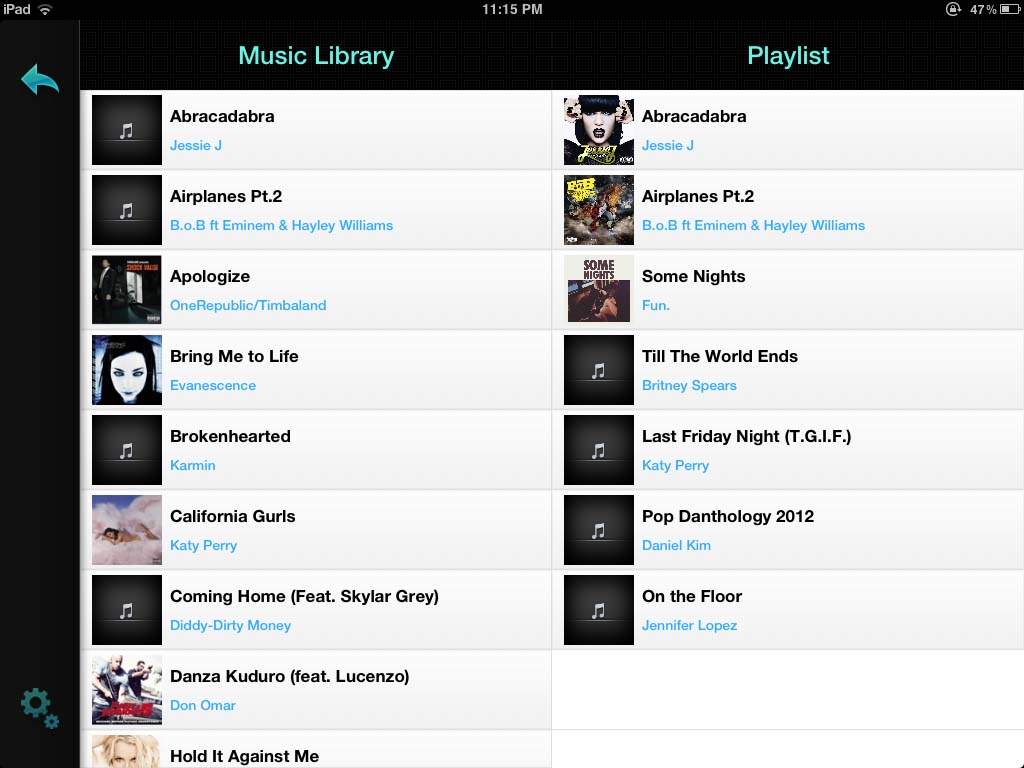 iPad
11:15 PM
47%
Music Library
Playlist
Abracadabra
Jessie J
Airplanes Pt.2
B.o.B ft Eminem & Hayley Williams
Apologize
OneRepublic/Timbaland
SHOCK VALUE
Bring Me to Life
Evanescence
Brokenhearted
Karmin
California Gurls
Katy Perry
Coming Home (Feat. Skylar Grey)
Diddy-Dirty Money
Danza Kuduro (feat. Lucenzo)
Don Omar
Hold It Against Me
Abracadabra
Jessie J
Airplanes Pt.2
B.o.B ft Eminem & Hayley Williams
SOME
NIGHTS
Some Nights
Fun.
Till The World Ends
Britney Spears
Last Friday Night (T.G.I.F.)
Katy Perry
Pop Danthology 2012
Daniel Kim
On the Floor
Jennifer Lopez